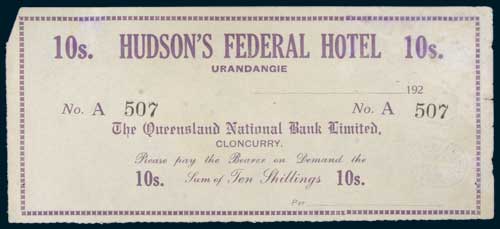 10s. HUDSON'S FEDERAL HOTEL 10s.
URANDANGIE
192
No. A 507 No. A 507
The Queensland National Bank Limited,
CLONCURRY.
Please pay the Bearer on Demand the
10s. Sum of Ten Shillings 10s.
Per